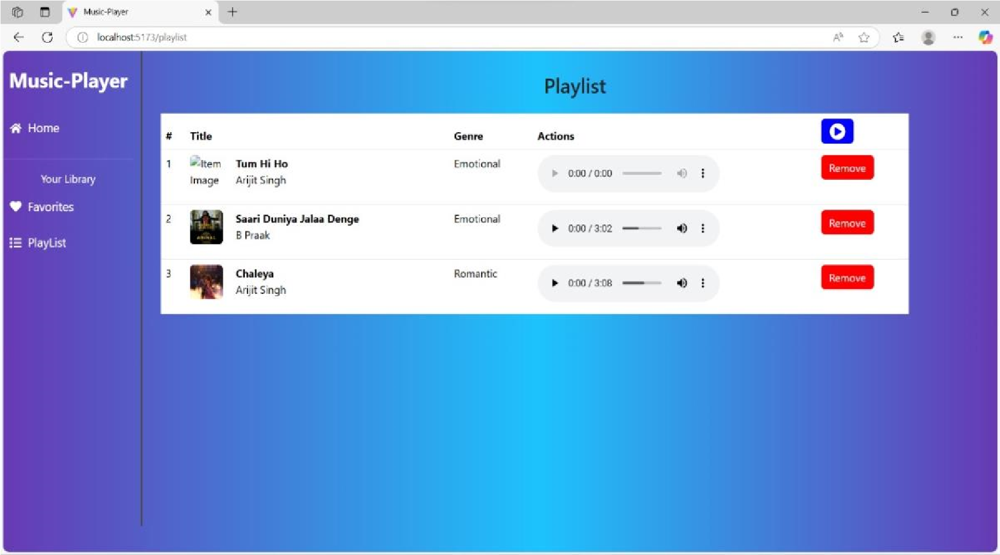 Music-Player
localhost:5173/playlist
Music-Player
Home
Your Library
Favorites
PlayList
Playlist
# Title Genre Actions
1 Item Image Tum Hi Ho Emotional 0:00 / 0:00 Remove
Arijit Singh
2 Saari Duniya Jalaa Denge Emotional 0:00 / 3:02 Remove
B Praak
3 Chaleya Romantic 0:00 / 3:08 Remove
Arijit Singh